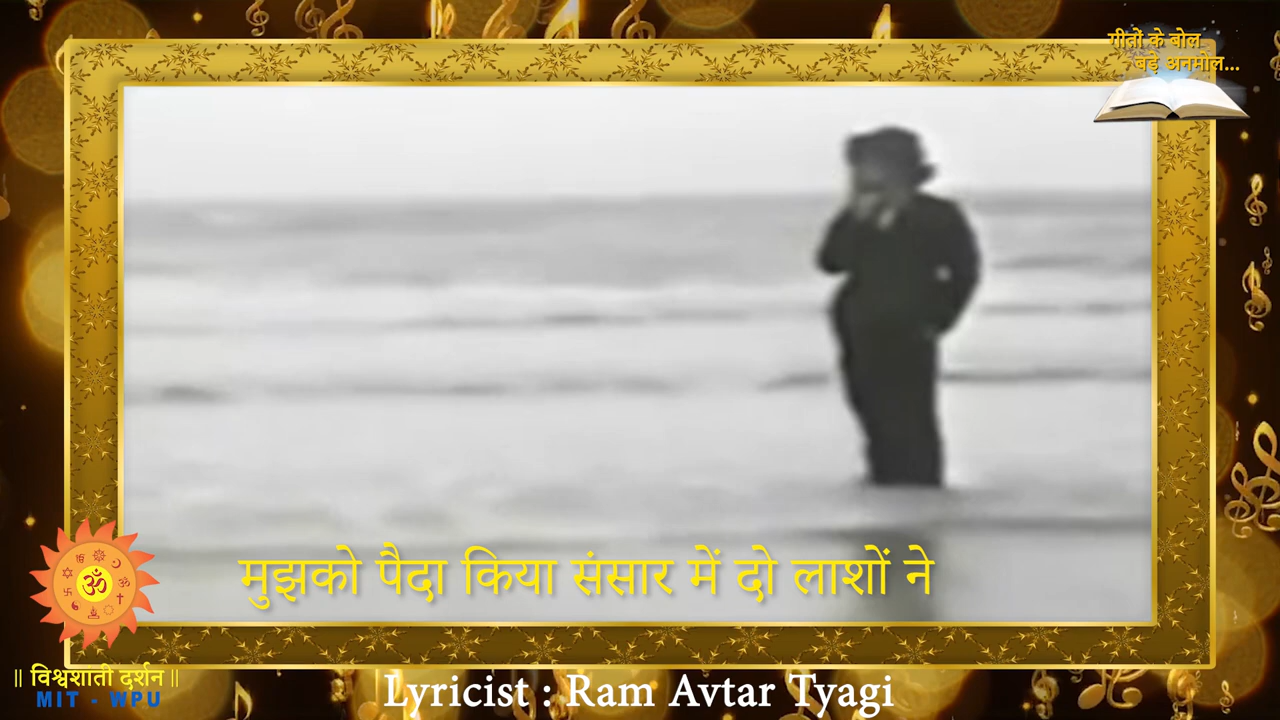 गीतों के बोल
बड़े अनमोल...
मुझको पैदा किया संसार में दो लाशों ने
|| विश्वशांती दर्शन ||
MIT - WPU
Lyricist : Ram Avtar Tyagi